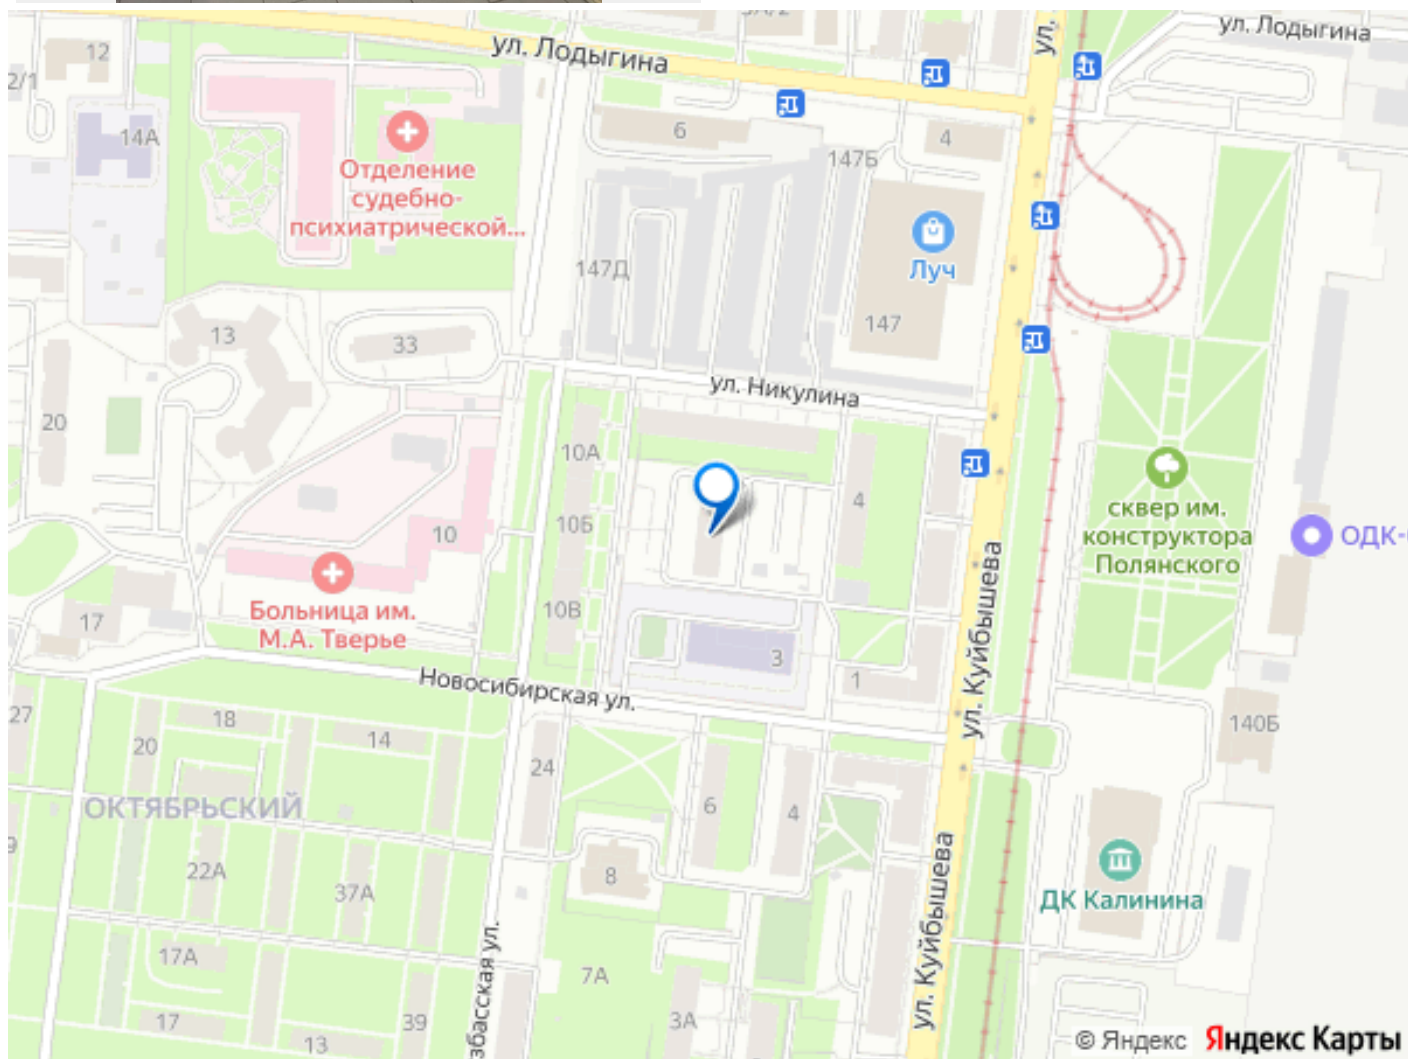 ул. Лодыгина
ул.
ул. Лодыгина
12
2/1
14А
6
4
147Б
Отделение
судебно-
психиатрической...
147Д
Луч
147
13
33
ул. Никулина
20
10А
4
сквер им.
конструктора
Полянского
10
10Б
ОДК-
Больница им.
М.А. Тверье
10В
17
3
1
ул. Куйбышева
Новосибирская ул.
27
18
14
20
140Б
24
ОКТЯБРЬСКИЙ
6
4
22А
37А
8
ДК Калинина
ул. Куйбышева
17А
7А
збасская ул.
17
39
13
3А
© Яндекс Яндекс Карты